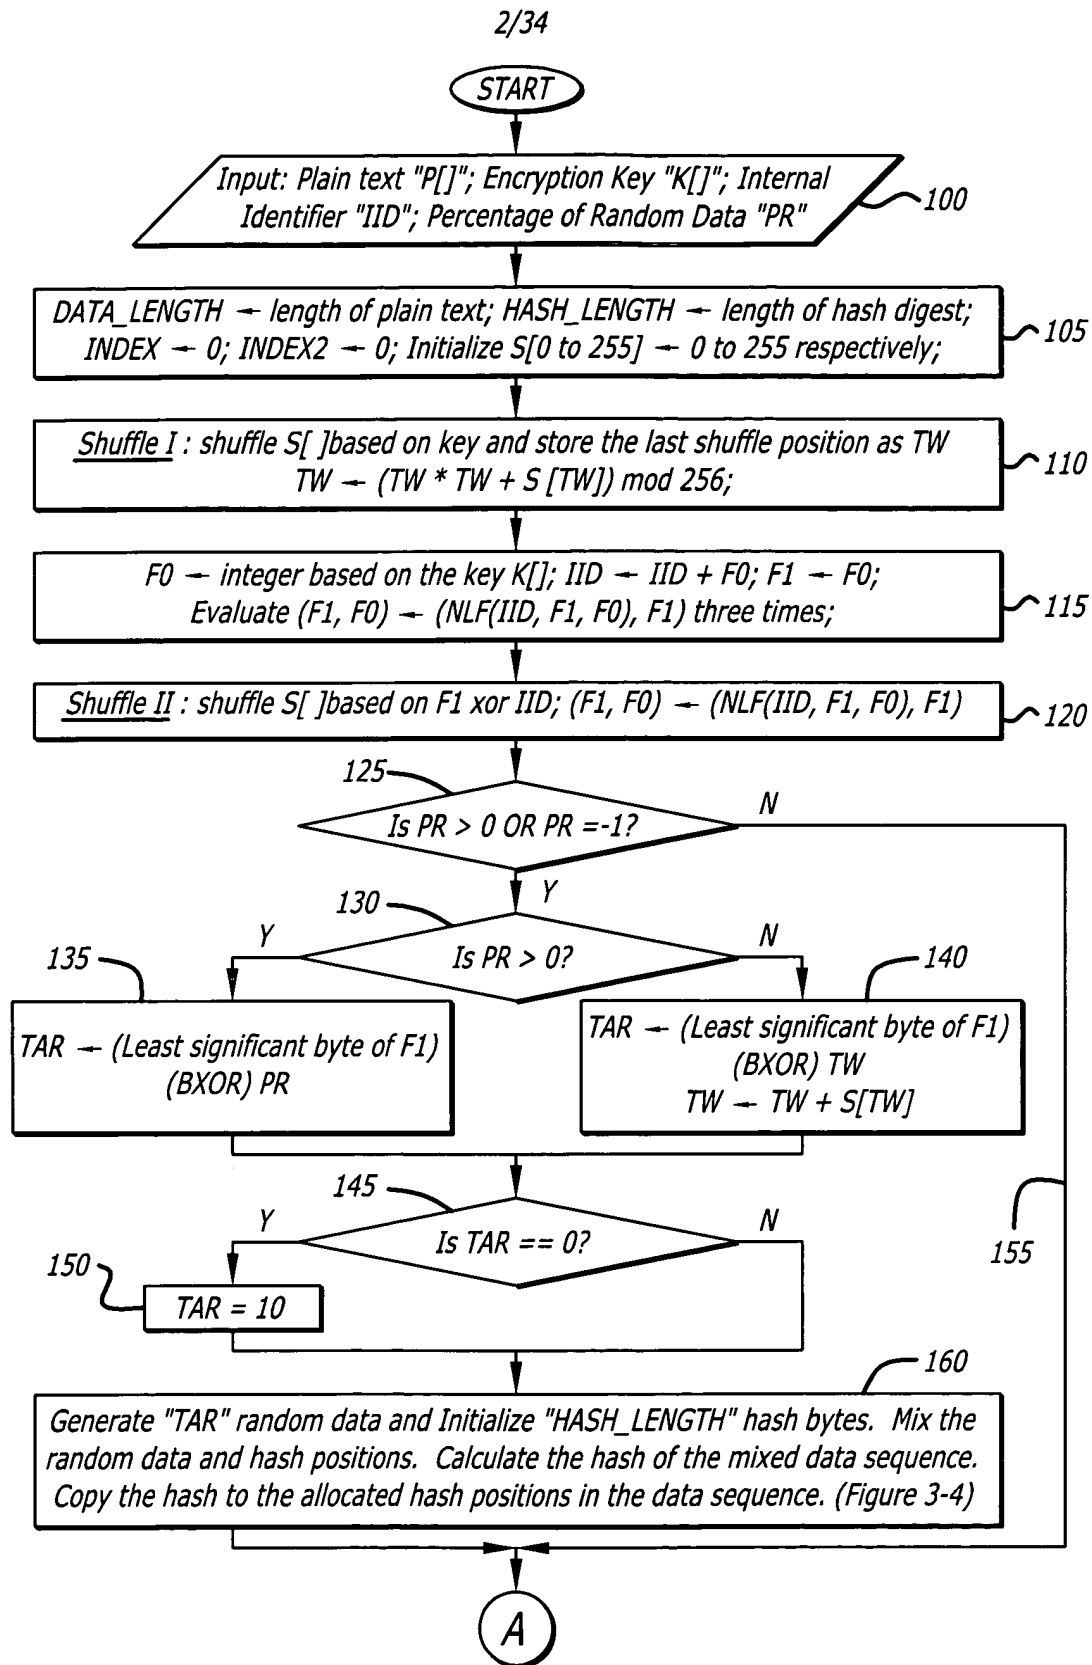 2/34
START
Input: Plain text "P[]"; Encryption Key "K[]"; Internal
Identifier "IID"; Percentage of Random Data "PR"
100
DATA_LENGTH ← length of plain text; HASH_LENGTH ← length of hash digest;
INDEX ← 0; INDEX2 ← 0; Initialize S[0 to 255] ← 0 to 255 respectively;
105
Shuffle I : shuffle S[ ]based on key and store the last shuffle position as TW
TW ← (TW * TW + S [TW]) mod 256;
110
F0 ← integer based on the key K[]; IID ← IID + F0; F1 ← F0;
Evaluate (F1, F0) ← (NLF(IID, F1, F0), F1) three times;
115
Shuffle II : shuffle S[ ]based on F1 xor IID; (F1, F0) ← (NLF(IID, F1, F0), F1)
120
125
Is PR > 0 OR PR =-1?
N
Y
130
Is PR > 0?
Y
N
135
TAR ← (Least significant byte of F1)
(BXOR) PR
140
TAR ← (Least significant byte of F1)
(BXOR) TW
TW ← TW + S[TW]
145
Is TAR == 0?
Y
N
155
150
TAR = 10
160
Generate "TAR" random data and Initialize "HASH_LENGTH" hash bytes. Mix the
random data and hash positions. Calculate the hash of the mixed data sequence.
Copy the hash to the allocated hash positions in the data sequence. (Figure 3-4)
A